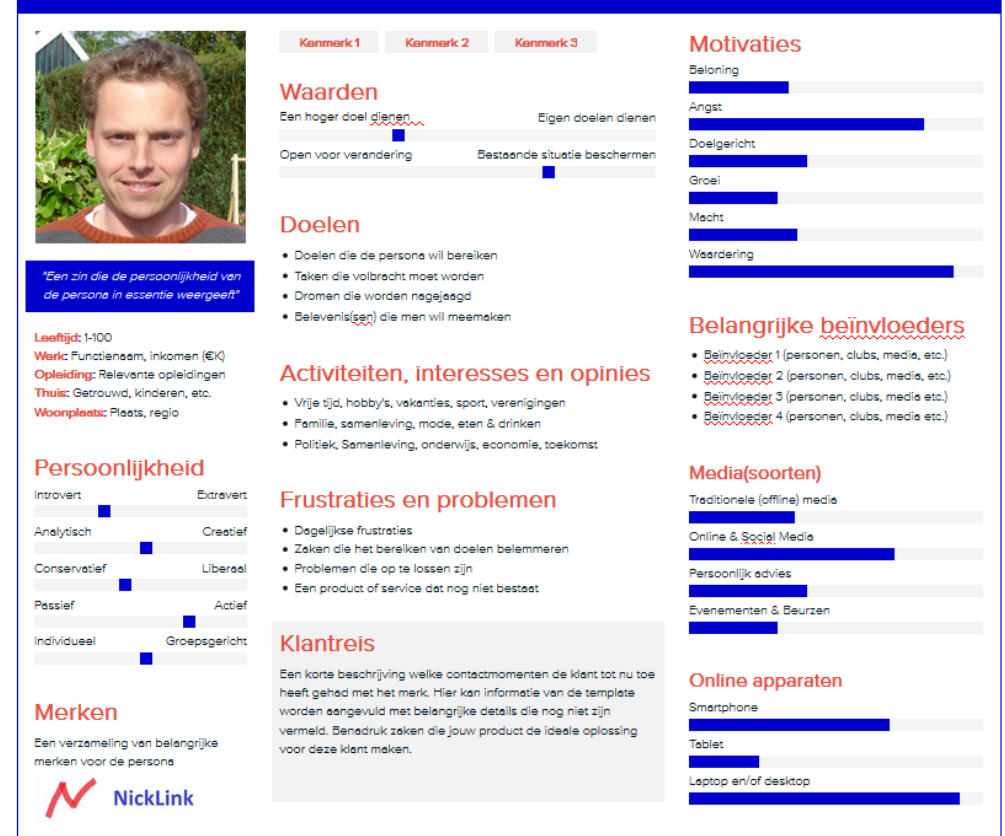 Kenmerk 1 Kenmerk 2 Kenmerk 3
"Een zin die de persoonlijkheid van
de persona in essentie weergeeft"
Leeftijd: 1-100
Werk: Functienaam, inkomen (€K)
Opleiding: Relevante opleidingen
Thuis: Getrouwd, kinderen, etc.
Woonplaats: Plaats, regio
Persoonlijkheid
Introvert Extravert
Analytisch Creatief
Conservatief Liberaal
Passief Actief
Individueel Groepsgericht
Merken
Een verzameling van belangrijke
merken voor de persona
NickLink
Waarden
Een hoger doel dienen Eigen doelen dienen
Open voor verandering Bestaande situatie beschermen
Doelen
• Doelen die de persona wil bereiken
• Taken die volbracht moet worden
• Dromen die worden nagejaagd
• Belevenis(sen) die men wil meemaken
Activiteiten, interesses en opinies
• Vrije tijd, hobby's, vakanties, sport, verenigingen
• Familie, samenleving, mode, eten & drinken
• Politiek, Samenleving, onderwijs, economie, toekomst
Frustraties en problemen
• Dagelijkse frustraties
• Zaken die het bereiken van doelen belemmeren
• Problemen die op te lossen zijn
• Een product of service dat nog niet bestaat
Klantreis
Een korte beschrijving welke contactmomenten de klant tot nu toe
heeft gehad met het merk. Hier kan informatie van de template
worden aangevuld met belangrijke details die nog niet zijn
vermeld. Benadruk zaken die jouw product de ideale oplossing
voor deze klant maken.
Motivaties
Beloning
Angst
Doelgericht
Groei
Macht
Waardering
Belangrijke beïnvloeders
• Beïnvloeder 1 (personen, clubs, media, etc.)
• Beïnvloeder 2 (personen, clubs, media, etc.)
• Beïnvloeder 3 (personen, clubs, media etc.)
• Beïnvloeder 4 (personen, clubs, media etc.)
Media(soorten)
Traditionele (offline) media
Online & Social Media
Persoonlijk advies
Evenementen & Beurzen
Online apparaten
Smartphone
Tablet
Laptop en/of desktop